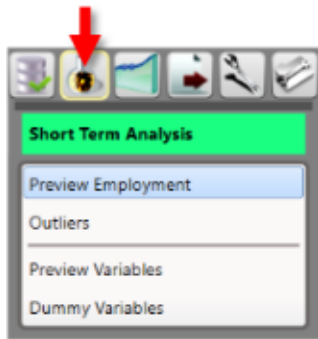 Short Term Analysis
Preview Employment
Outliers
Preview Variables
Dummy Variables